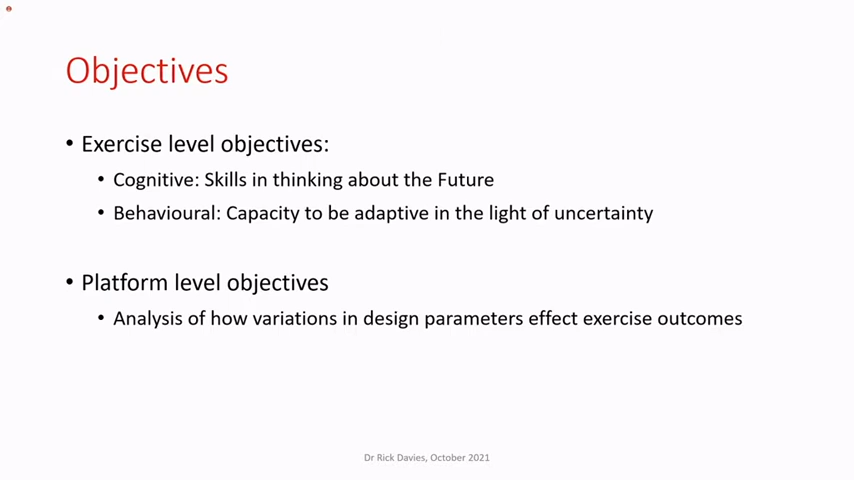 Objectives
• Exercise level objectives:
• Cognitive: Skills in thinking about the Future
• Behavioural: Capacity to be adaptive in the light of uncertainty
• Platform level objectives
• Analysis of how variations in design parameters effect exercise outcomes
Dr Rick Davies, October 2021